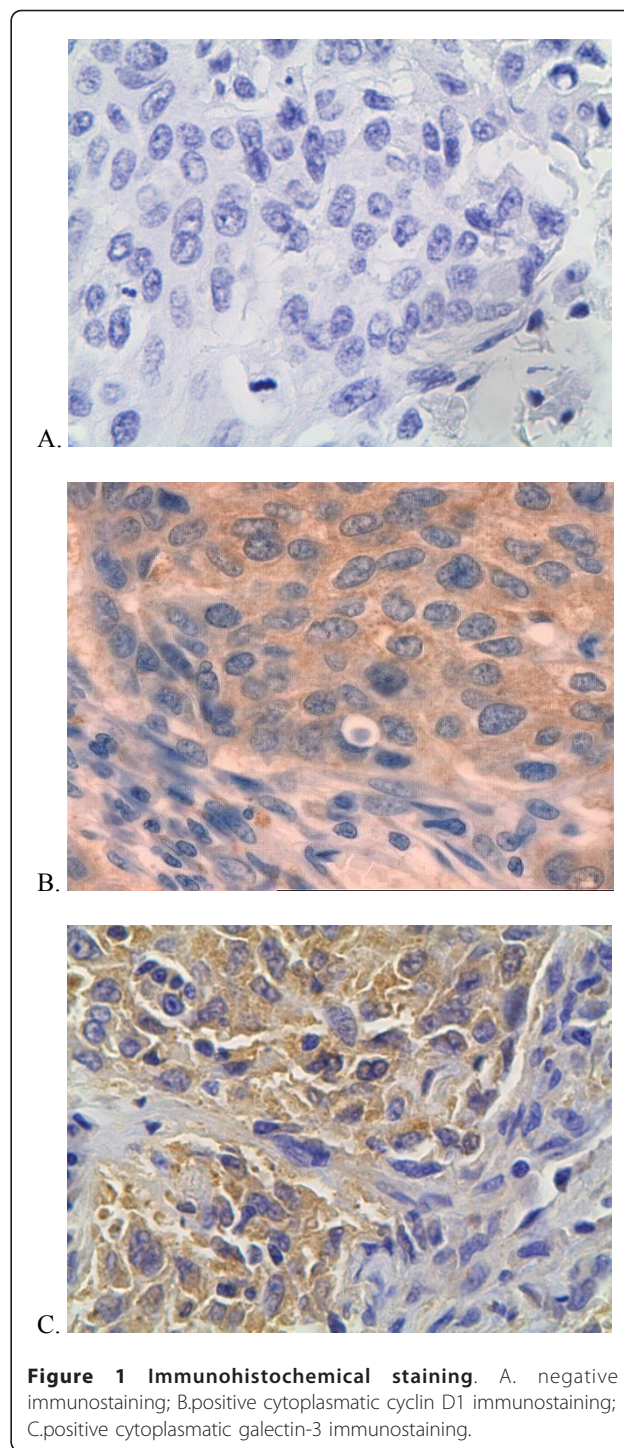 A.
B.
C.
Figure 1 Immunohistochemical staining. A. negative
immunostaining; B.positive cytoplasmatic cyclin D1 immunostaining;
C.positive cytoplasmatic galectin-3 immunostaining.